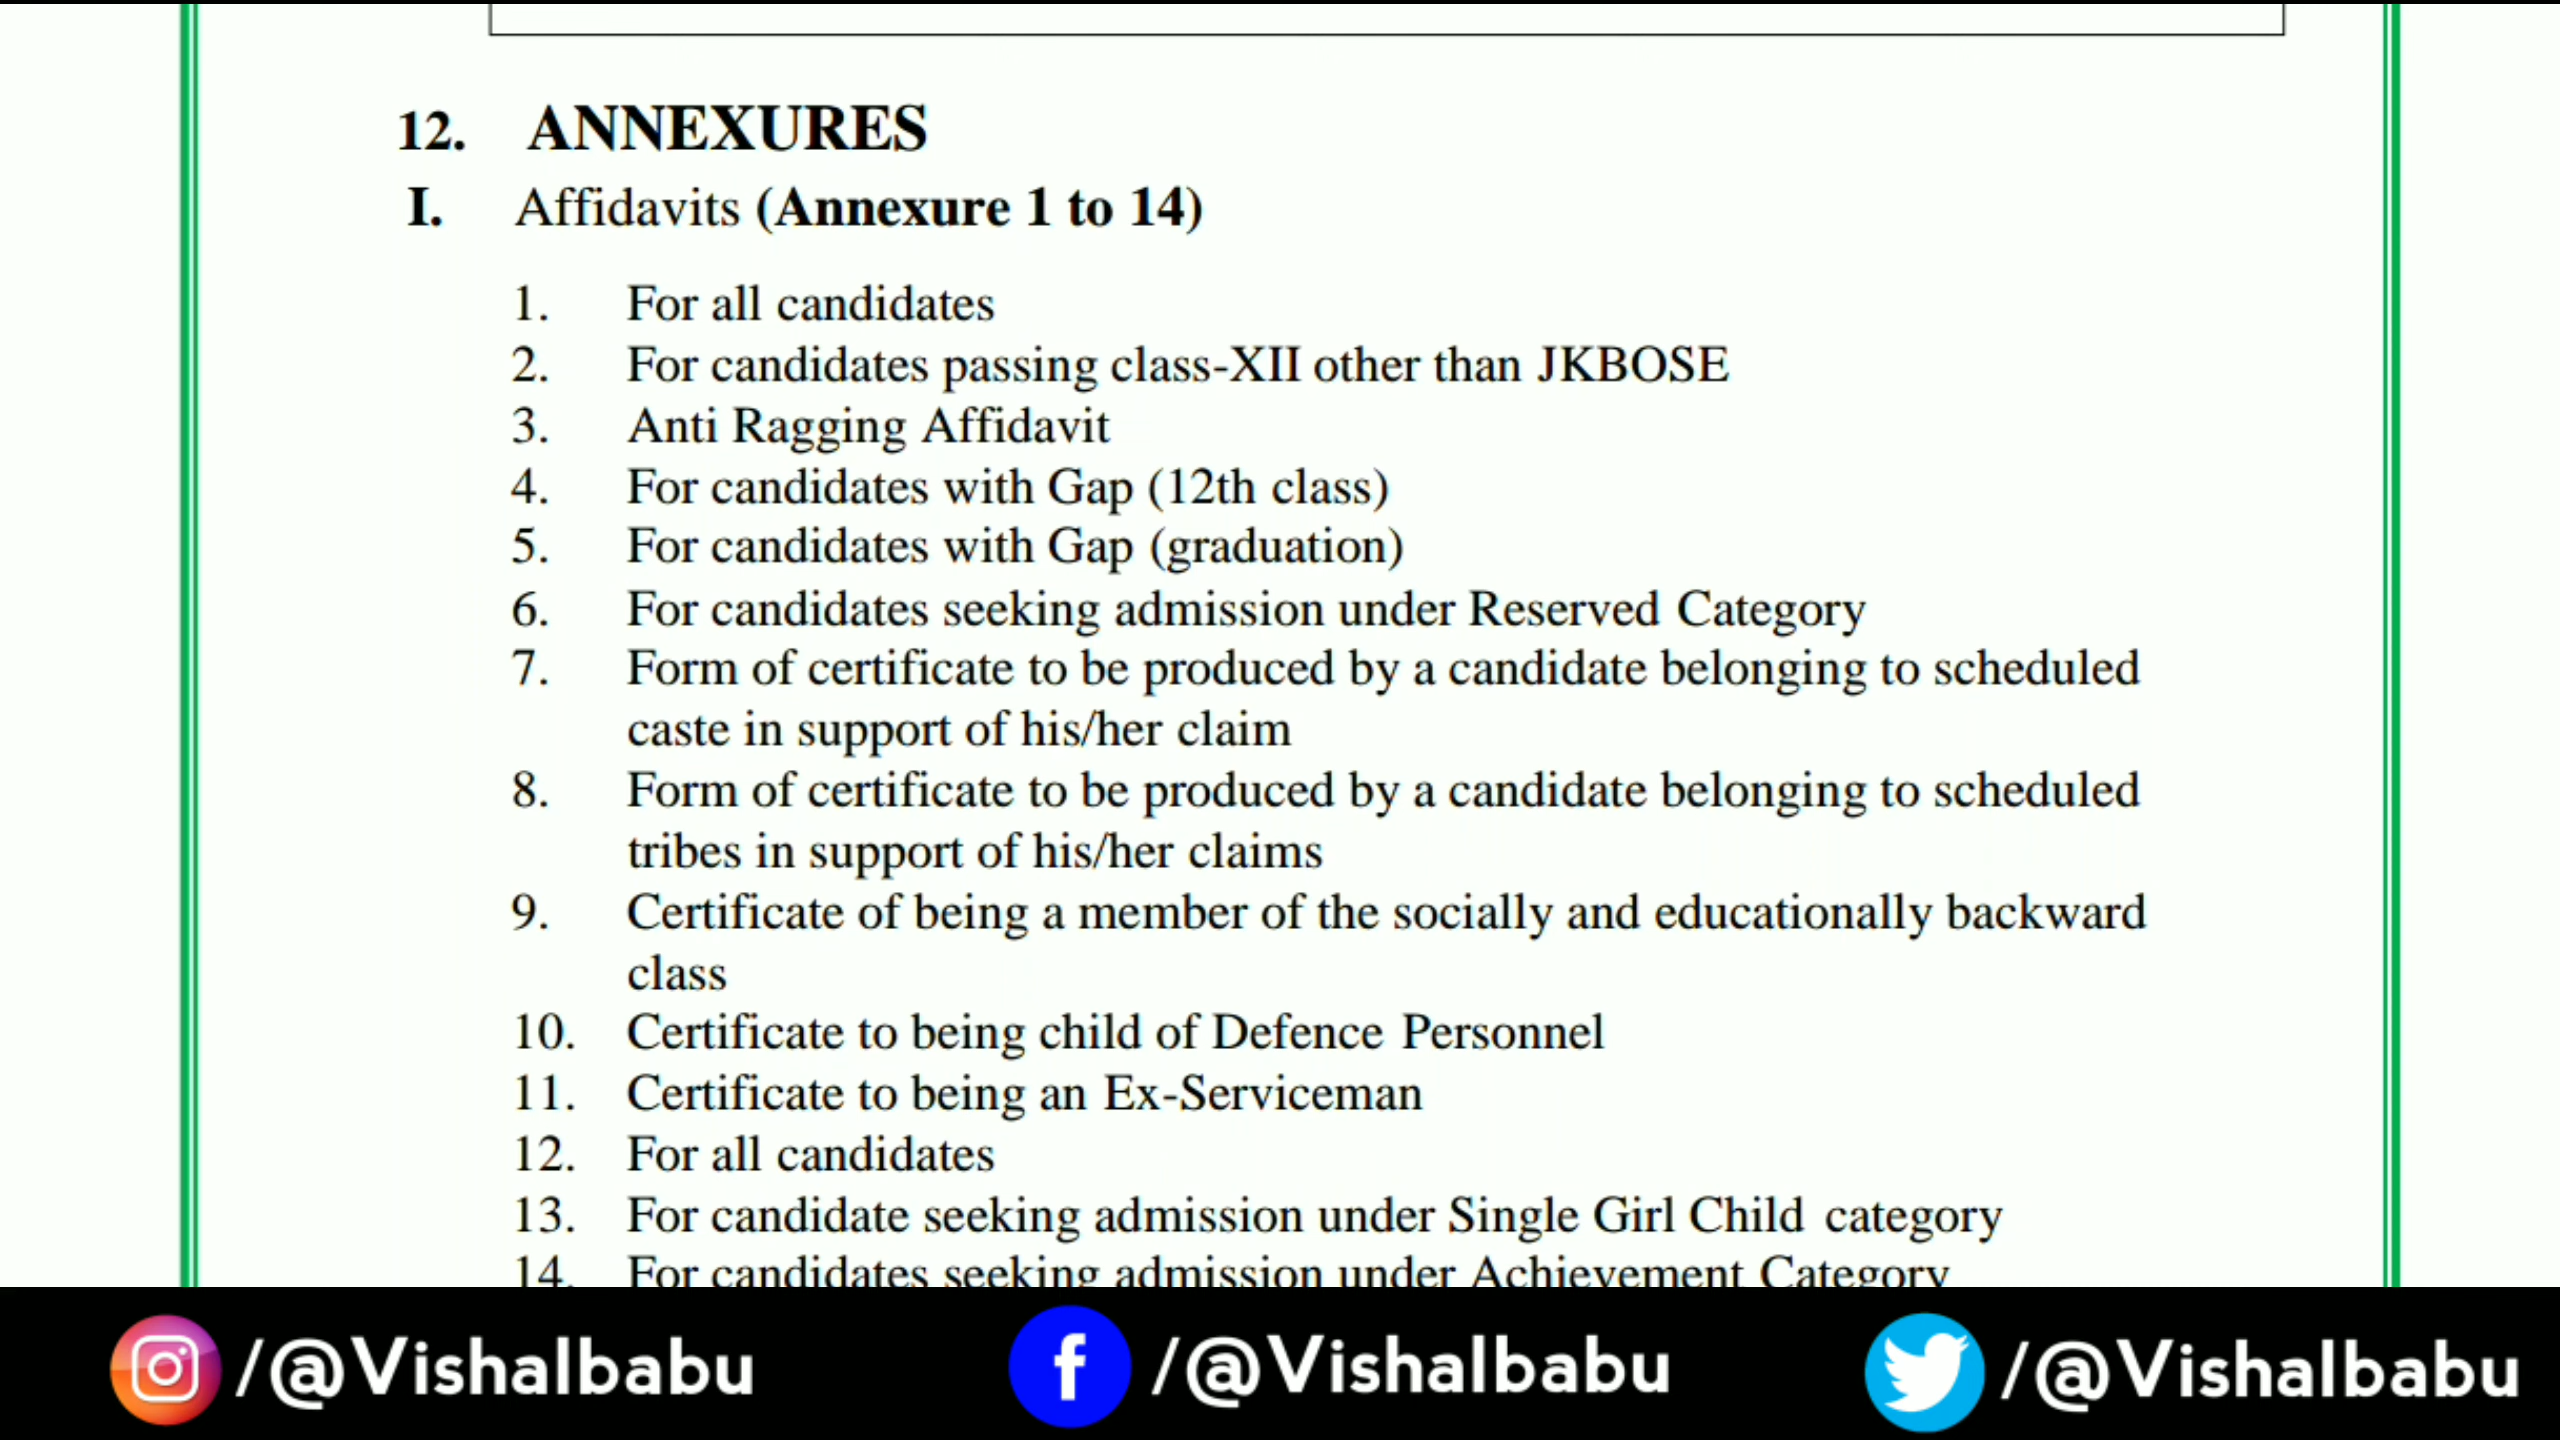 12. ANNEXURES
I. Affidavits (Annexure 1 to 14)
1. For all candidates
2. For candidates passing class-XII other than JKBOSE
3. Anti Ragging Affidavit
4. For candidates with Gap (12th class)
5. For candidates with Gap (graduation)
6. For candidates seeking admission under Reserved Category
7. Form of certificate to be produced by a candidate belonging to scheduled
caste in support of his/her claim
8. Form of certificate to be produced by a candidate belonging to scheduled
tribes in support of his/her claims
9. Certificate of being a member of the socially and educationally backward
class
10. Certificate to being child of Defence Personnel
11. Certificate to being an Ex-Serviceman
12. For all candidates
13. For candidate seeking admission under Single Girl Child category
14. For candidates seeking admission under Achievement Category
/@Vishalbabu /@Vishalbabu /@Vishalbabu